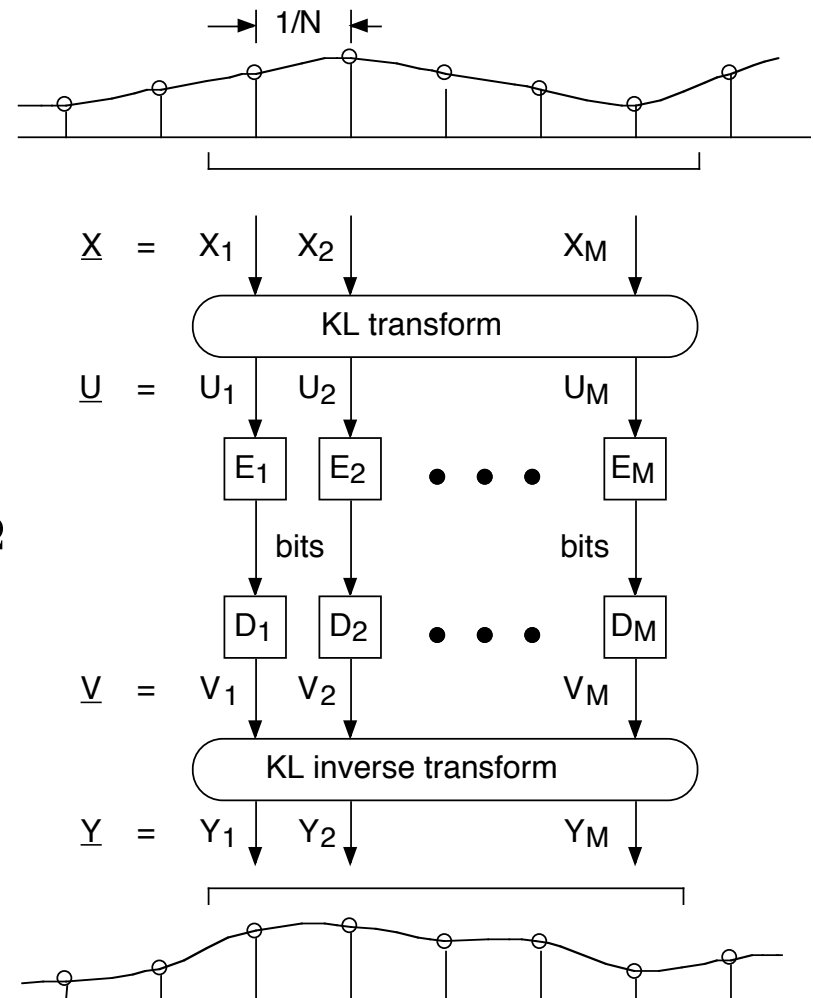 1/N
X = X1 X2 XM
KL transform
U = U1 U2 UM
E1 E2 EM
bits bits
D1 D2 DM
V = V1 V2 VM
KL inverse transform
Y = Y1 Y2 YM